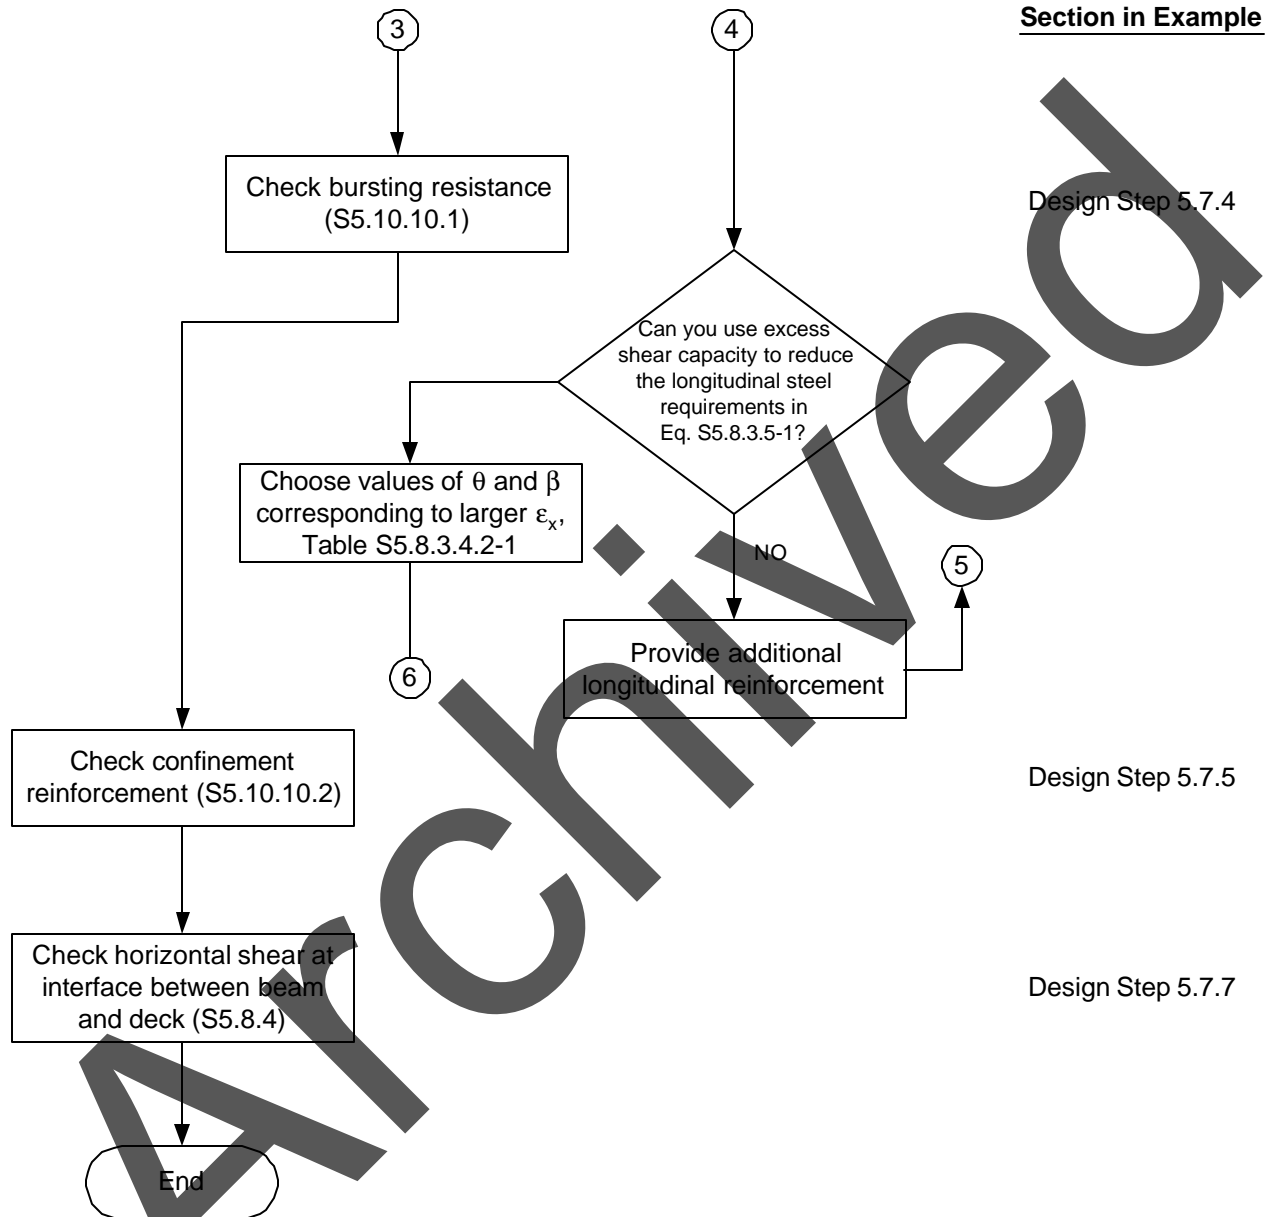 3
4
Section in Example
Check bursting resistance
(S5.10.10.1)
Design Step 5.7.4
Can you use excess
shear capacity to reduce
the longitudinal steel
requirements in
Eq. S5.8.3.5-1?
Choose values of θ and β
corresponding to larger εx,
Table S5.8.3.4.2-1
NO
5
6
Provide additional
longitudinal reinforcement
Check confinement
reinforcement (S5.10.10.2)
Design Step 5.7.5
Check horizontal shear at
interface between beam
and deck (S5.8.4)
Design Step 5.7.7
End
Archived